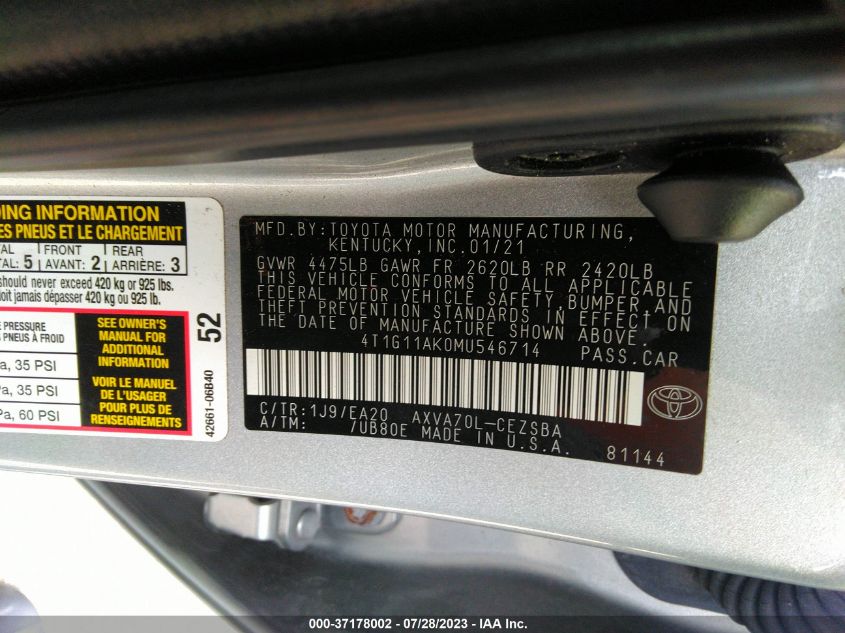 DING INFORMATION
ES PNEUS ET LE CHARGEMENT
TAL FRONT REAR
TAL: 5 AVANT: 2 ARRIÈRE: 3
should never exceed 420 kg or 925 lbs.
doit jamais dépasser 420 kg ou 925 lb.
E PRESSURE
S PNEUS À FROID
a, 35 PSI
a, 35 PSI
Pa, 60 PSI
SEE OWNER'S
MANUAL FOR
ADDITIONAL
INFORMATION
VOIR LE MANUEL
DE L'USAGER
POUR PLUS DE
RENSEIGNEMENTS
52
42661-06B40
MFD.BY:TOYOTA MOTOR MANUFACTURING,
KENTUCKY,INC.01/21
GVWR 4475LB GAWR FR 2620LB RR 2420LB
THIS VEHICLE CONFORMS TO ALL APPLICABLE
FEDERAL MOTOR VEHICLE SAFETY,BUMPER,AND
THEFT PREVENTION STANDARDS IN EFFECT ON
THE DATE OF MANUFACTURE SHOWN ABOVE.
4T1G11AK0MU546714 PASS.CAR
C/TR:1J9/EA20 AXVA70L-CEZSBA
A/TM: 7UB80E MADE IN U.S.A.
81144
000-37178002 / 07/28/2023 - IAA Inc.